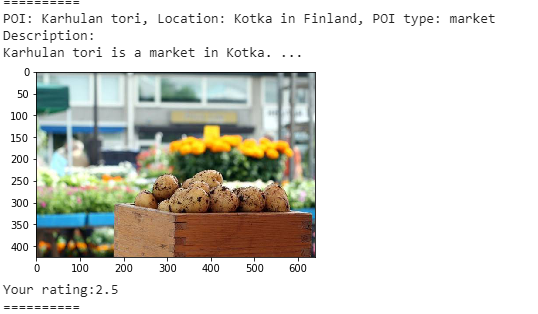 ==========
POI: Karhulan tori, Location: Kotka in Finland, POI type: market
Description:
Karhulan tori is a market in Kotka. ...
0
50
100
150
200
250
300
350
400
0 100 200 300 400 500 600
Your rating:2.5
==========